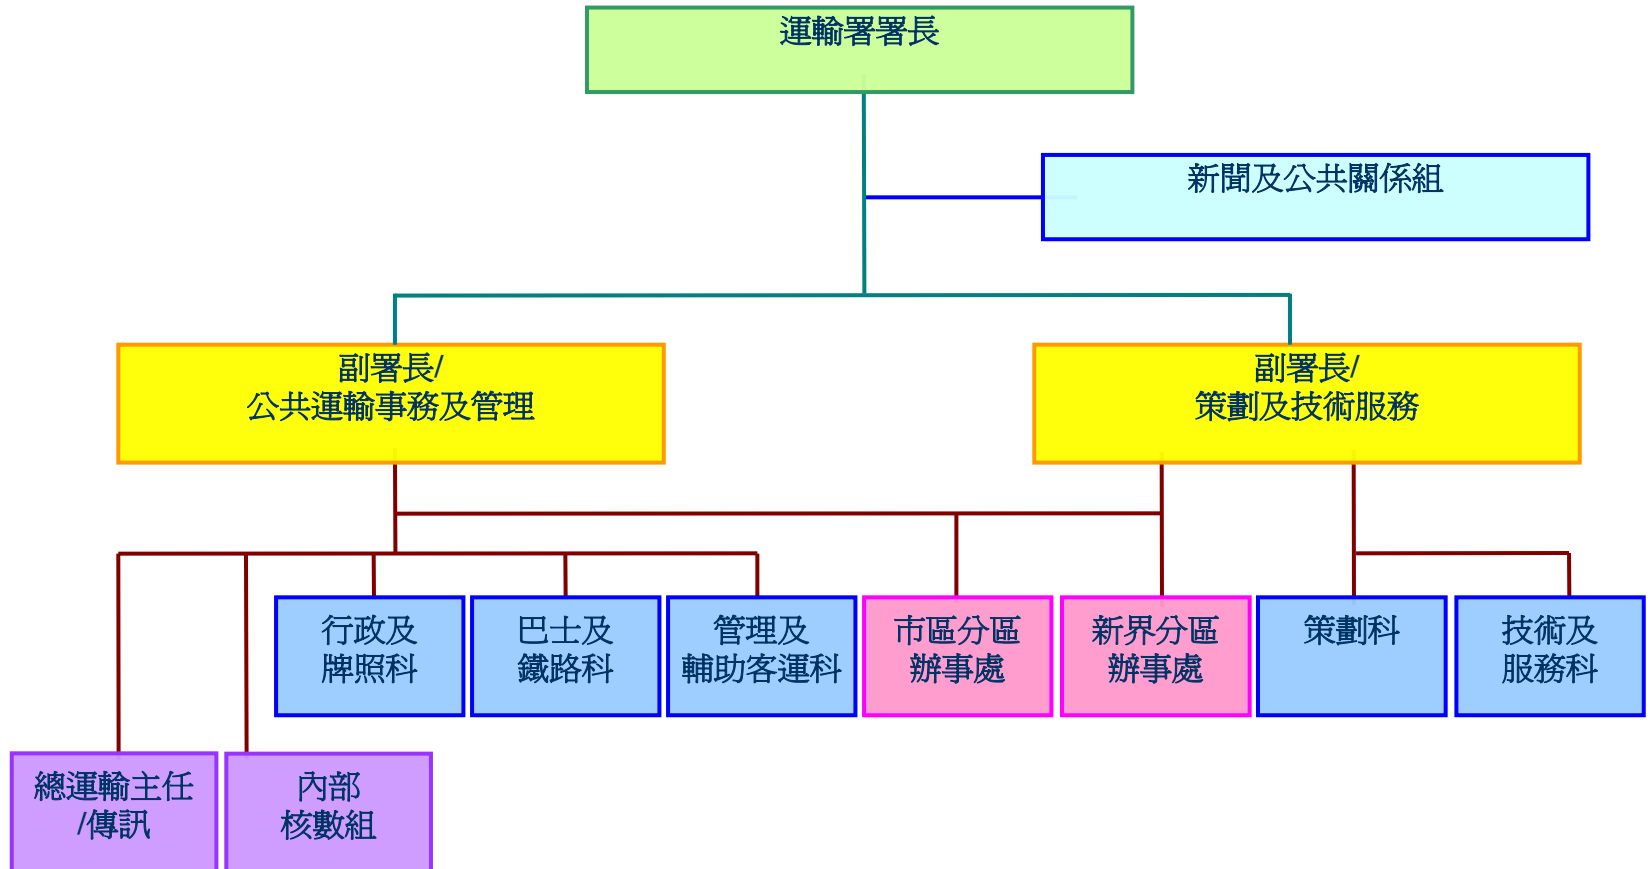 運輸署署長
新聞及公共關係組
副署長/
公共運輸事務及管理
副署長/
策劃及技術服務
行政及
牌照科
巴士及
鐵路科
管理及
輔助客運科
市區分區
辦事處
新界分區
辦事處
策劃科
技術及
服務科
總運輸主任
/傳訊
內部
核數組